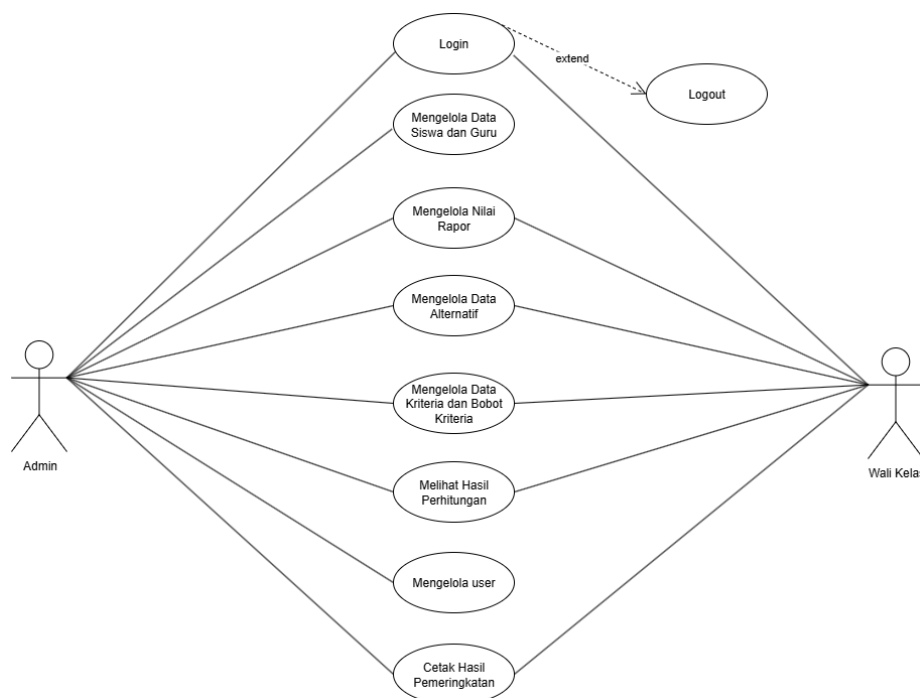 Login
extend
Logout
Mengelola Data
Siswa dan Guru
Mengelola Nilai
Rapor
Mengelola Data
Alternatif
Mengelola Data
Kriteria dan Bobot
Kriteria
Admin
Wali Kelas
Melihat Hasil
Perhitungan
Mengelola user
Cetak Hasil
Pemeringkatan